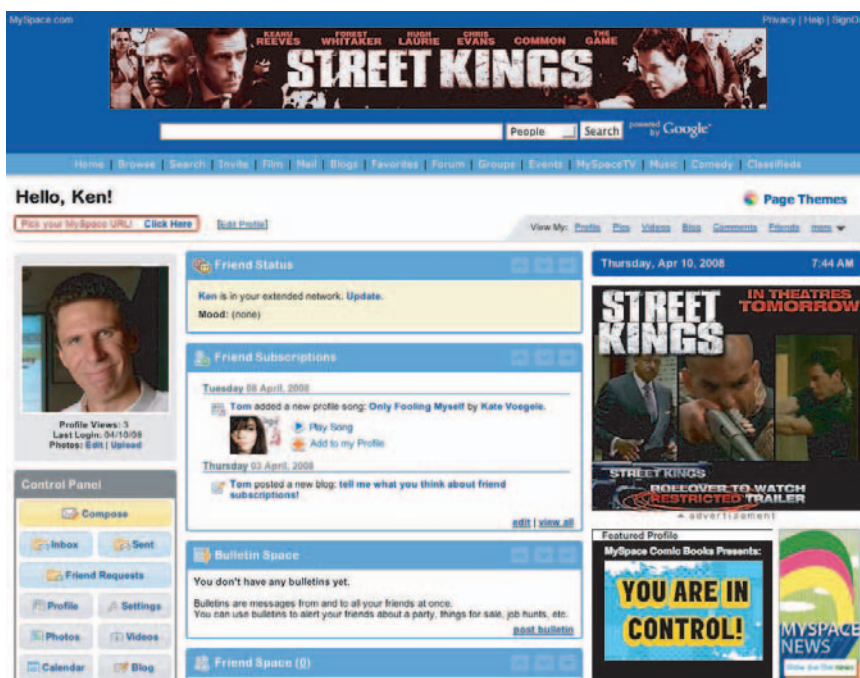 MySpace.com
Privacy | Help | SignO
KEANU REEVES FOREST WHITAKER HUGH LAURIE CHRIS EVANS COMMON THE GAME
STREET KINGS
People Search powered by Google
Home | Browse | Search | Invite | Film | Mail | Blogs | Favorites | Forum | Groups | Events | MySpaceTV | Music | Comedy | Classifieds
Hello, Ken!
Page Themes
Pick your MySpace URL! Click Here [Edit Profile]
View My: Profile Pics Videos Blog Comments Friends more
Profile Views: 3
Last Login: 04/10/08
Photos: Edit | Upload
Control Panel
Compose
Inbox Sent
Friend Requests
Profile Settings
Photos Videos
Calendar Blog
Friend Status
Ken is in your extended network. Update.
Mood: (none)
Friend Subscriptions
Tuesday 08 April, 2008
Tom added a new profile song: Only Fooling Myself by Kate Voegele.
Play Song
Add to my Profile
Thursday 03 April, 2008
Tom posted a new blog: tell me what you think about friend
subscriptions!
edit | view all
Bulletin Space
You don't have any bulletins yet.
Bulletins are messages from and to all your friends at once.
You can use bulletins to alert your friends about a party, things for sale, job hunts, etc.
post bulletin
Friend Space (0)
Thursday, Apr 10, 2008 7:44 AM
STREET KINGS
IN THEATRES
TOMORROW
STREET KINGS
ROLLOVER TO WATCH
RESTRICTED TRAILER
advertisement
Featured Profile
MySpace Comic Books Presents:
YOU ARE IN
CONTROL!
MYSPACE
NEWS